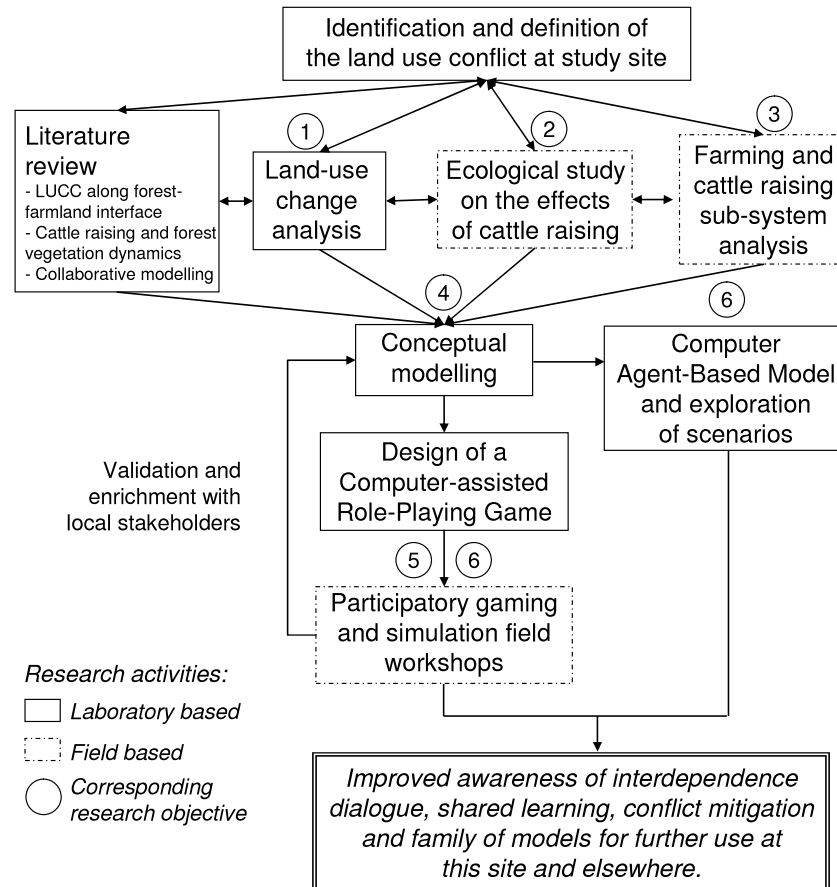 Identification and definition of
the land use conflict at study site
Literature
review
- LUCC along forest-
farmland interface
- Cattle raising and forest
vegetation dynamics
- Collaborative modelling
1
Land-use
change
analysis
2
Ecological study
on the effects
of cattle raising
3
Farming and
cattle raising
sub-system
analysis
4
Conceptual
modelling
6
Computer
Agent-Based Model
and exploration
of scenarios
Design of a
Computer-assisted
Role-Playing Game
Validation and
enrichment with
local stakeholders
5
6
Participatory gaming
and simulation field
workshops
Research activities:
Laboratory based
Field based
Corresponding
research objective
Improved awareness of interdependence
dialogue, shared learning, conflict mitigation
and family of models for further use at
this site and elsewhere.